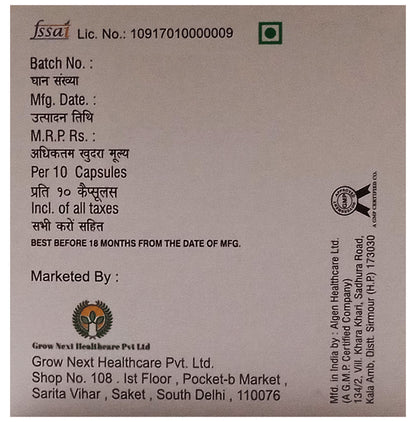 fssai Lic. No.: 10917010000009
Batch No. :
घान संख्या
Mfg. Date. :
उत्पादन तिथि
M.R.P. Rs. :
अधिकतम खुदरा मूल्य
Per 10 Capsules
प्रति १० कैप्सूलस
Incl. of all taxes
सभी करों सहित
BEST BEFORE 18 MONTHS FROM THE DATE OF MFG.
Marketed By :
Grow Next Healthcare Pvt Ltd
Grow Next Healthcare Pvt. Ltd.
Shop No. 108 . Ist Floor , Pocket-b Market ,
Sarita Vihar , Saket , South Delhi , 110076
GMP
A GMP CERTIFIED CO.
Mfd. in India by : Algen Healthcare Ltd.
(A G.M.P. Certified Company)
134/2, Vill. Khara Khari, Sadhura Road,
Kala Amb, Distt. Sirmour (H.P.) 173030